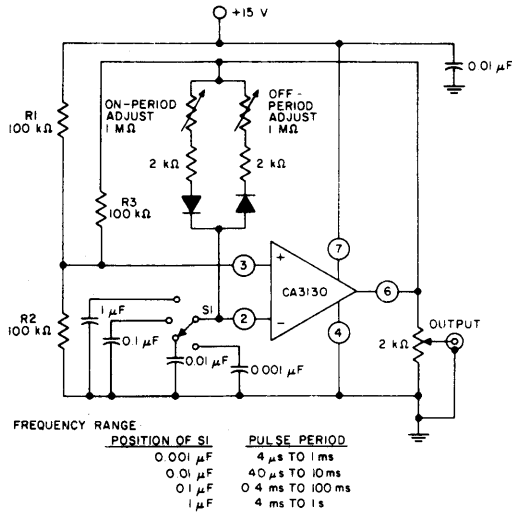 +15 V
0.01 µF
ON-PERIOD
ADJUST
1 MΩ
OFF-
PERIOD
ADJUST
1 MΩ
R1
100 kΩ
2 kΩ
2 kΩ
R3
100 kΩ
7
3
+
CA3130
6
R2
100 kΩ
1 µF
0.1 µF
S1
2
-
4
0.01 µF
0.001 µF
2 kΩ
OUTPUT
FREQUENCY RANGE
POSITION OF S1 PULSE PERIOD
0.001 µF 4 µs TO 1 ms
0.01 µF 40 µs TO 10 ms
0.1 µF 0.4 ms TO 100 ms
1 µF 4 ms TO 1 s